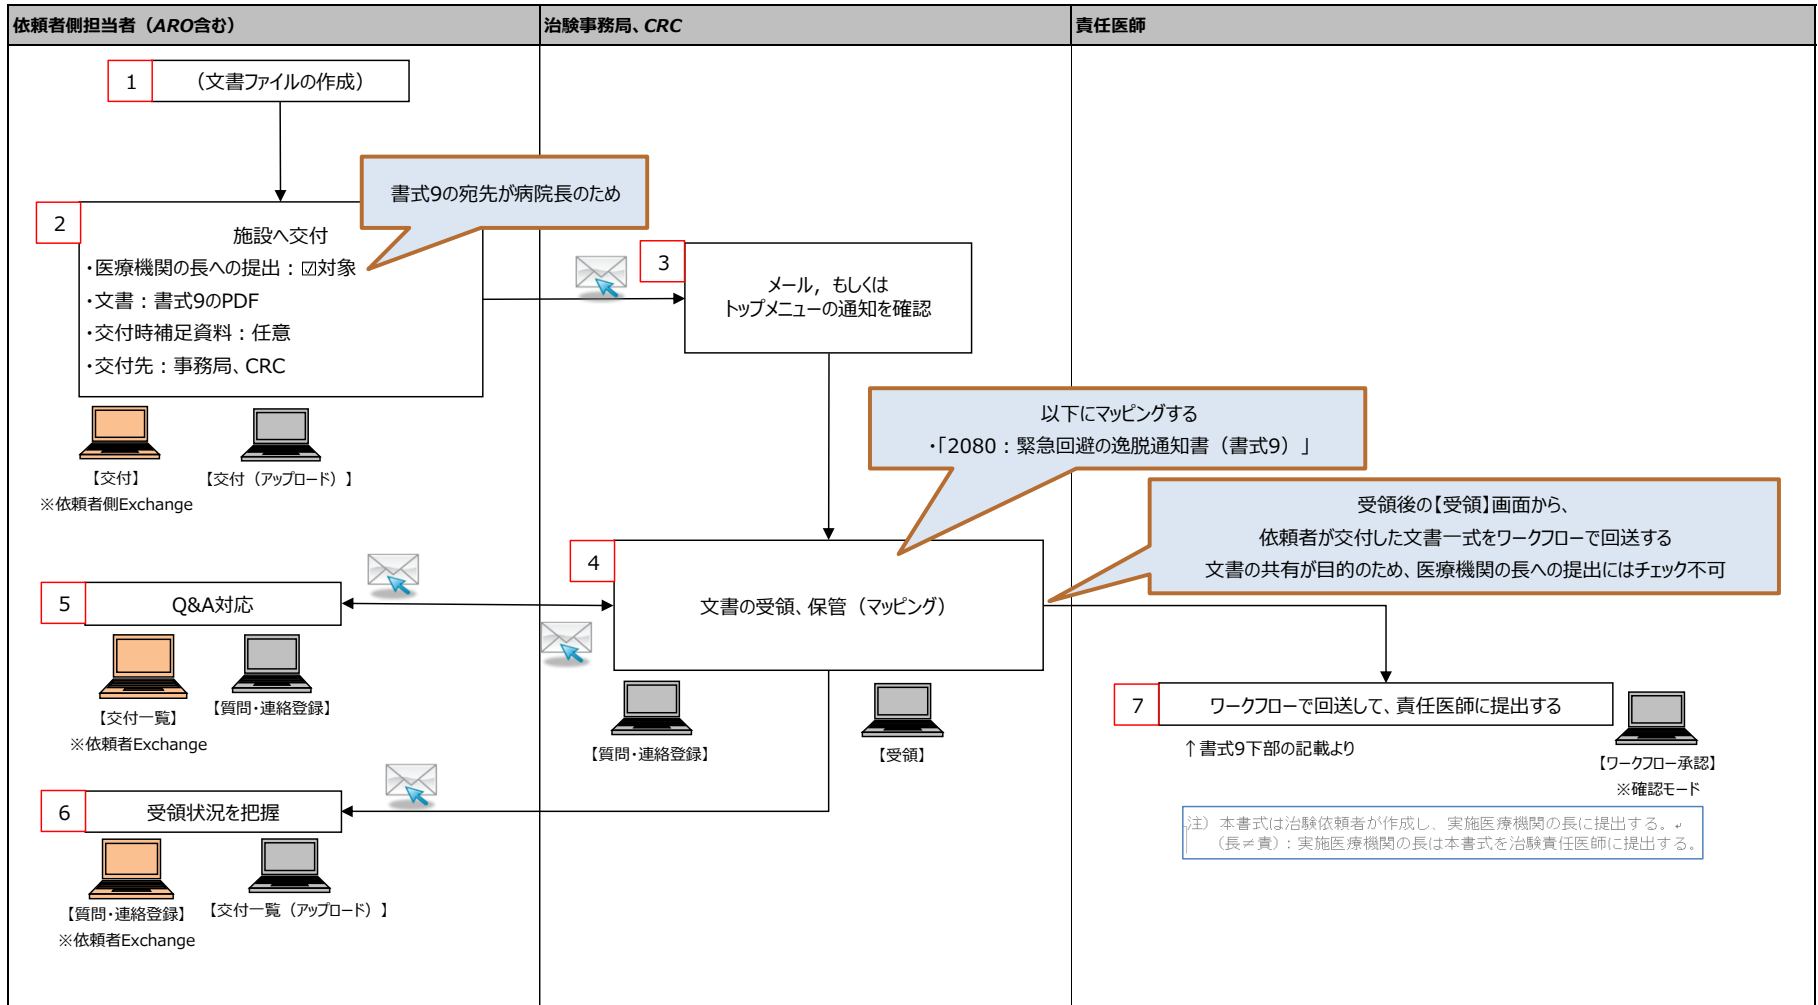 依頼者側担当者（ARO含む）
治験事務局、CRC
責任医師
1
（文書ファイルの作成）
書式9の宛先が病院長のため
2
施設へ交付
・医療機関の長への提出：☑対象
・文書：書式9のPDF
・交付時補足資料：任意
・交付先：事務局、CRC
【交付】
※依頼者側Exchange
【交付（アップロード）】
3
メール，もしくは
トップメニューの通知を確認
以下にマッピングする
・「2080：緊急回避の逸脱通知書（書式9）」
受領後の【受領】画面から、
依頼者が交付した文書一式をワークフローで回送する
文書の共有が目的のため、医療機関の長への提出にはチェック不可
4
文書の受領、保管（マッピング）
【質問・連絡登録】
【受領】
5
Q&A対応
【交付一覧】
※依頼者Exchange
【質問・連絡登録】
6
受領状況を把握
【質問・連絡登録】
※依頼者Exchange
【交付一覧（アップロード）】
7
ワークフローで回送して、責任医師に提出する
↑書式9下部の記載より
【ワークフロー承認】
※確認モード
注）本書式は治験依頼者が作成し、実施医療機関の長に提出する。↵
（長≠責）：実施医療機関の長は本書式を治験責任医師に提出する。